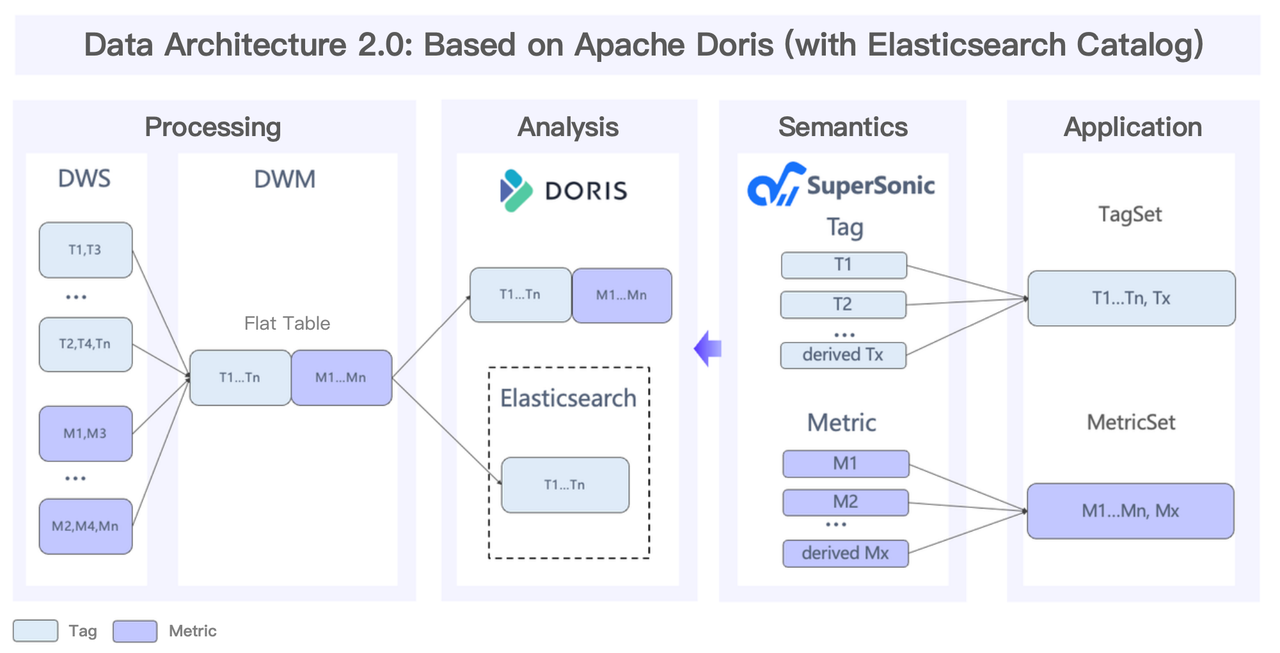 Data Architecture 2.0: Based on Apache Doris (with Elasticsearch Catalog)
Processing
DWS
T1,T3
...
T2,T4,Tn
M1,M3
...
M2,M4,Mn
DWM
Flat Table
T1...Tn
M1...Mn
Analysis
DORIS
T1...Tn
M1...Mn
Elasticsearch
T1...Tn
Semantics
SuperSonic
Tag
T1
T2
...
derived Tx
Metric
M1
M2
...
derived Mx
Application
TagSet
T1...Tn, Tx
MetricSet
M1...Mn, Mx
Tag
Metric